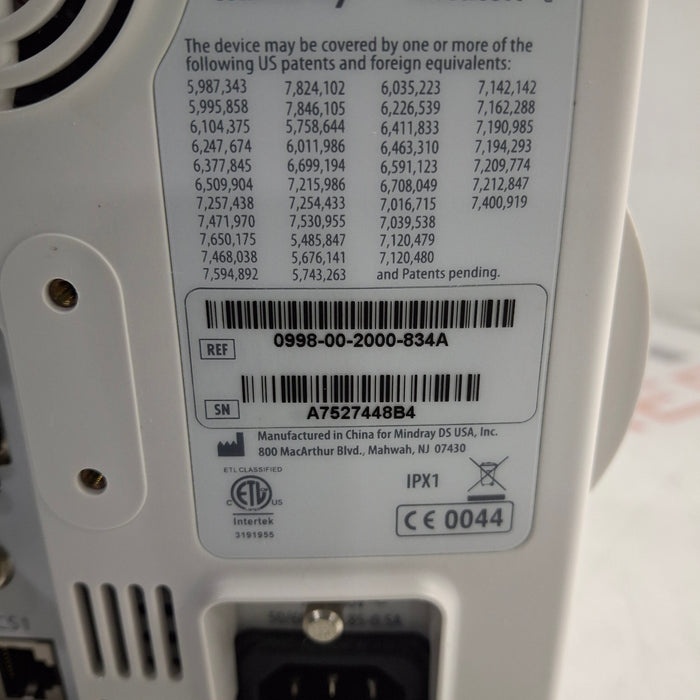 The device may be covered by one or more of the
following US patents and foreign equivalents:
5,987,343 7,824,102 6,035,223 7,142,142
5,995,858 7,846,105 6,226,539 7,162,288
6,104,375 5,758,644 6,411,833 7,190,985
6,247,674 6,011,986 6,463,310 7,194,293
6,377,845 6,699,194 6,591,123 7,209,774
6,509,904 7,215,986 6,708,049 7,212,847
7,257,438 7,254,433 7,016,715 7,400,919
7,471,970 7,530,955 7,039,538
7,650,175 5,485,847 7,120,479
7,468,038 5,676,141 7,120,480
7,594,892 5,743,263 and Patents pending.
REF 0998-00-2000-834A
SN A7527448B4
Manufactured in China for Mindray DS USA, Inc.
800 MacArthur Blvd., Mahwah, NJ 07430
ETL CLASSIFIED
C ETL US
Intertek
3191955
IPX1
CE 0044
CS1